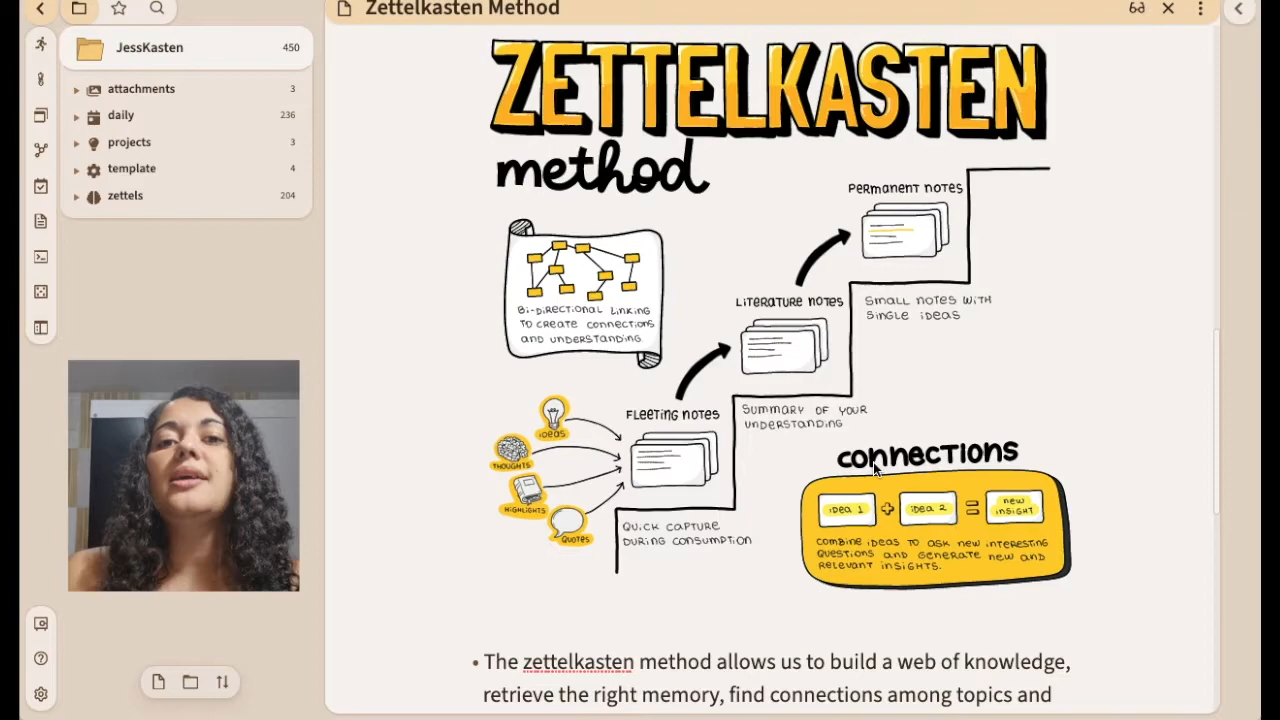 Zettelkasten Method
JessKasten 450
attachments 3
daily 236
projects 3
template 4
zettels 204
ZETTELKASTEN
method
PERMANENT NOTES
SMALL NOTES WITH
SINGLE IDEAS
LITERATURE NOTES
SUMMARY OF YOUR
UNDERSTANDING
BI-DIRECTIONAL LINKING
TO CREATE CONNECTIONS
AND UNDERSTANDING
FLEETING NOTES
IDEAS
THOUGHTS
HIGHLIGHTS
QUOTES
QUICK CAPTURE
DURING CONSUMPTION
connections
IDEA 1 + IDEA 2 = NEW
INSIGHT
COMBINE IDEAS TO ASK NEW INTERESTING
QUESTIONS AND GENERATE NEW AND
RELEVANT INSIGHTS.
• The zettelkasten method allows us to build a web of knowledge,
retrieve the right memory, find connections among topics and